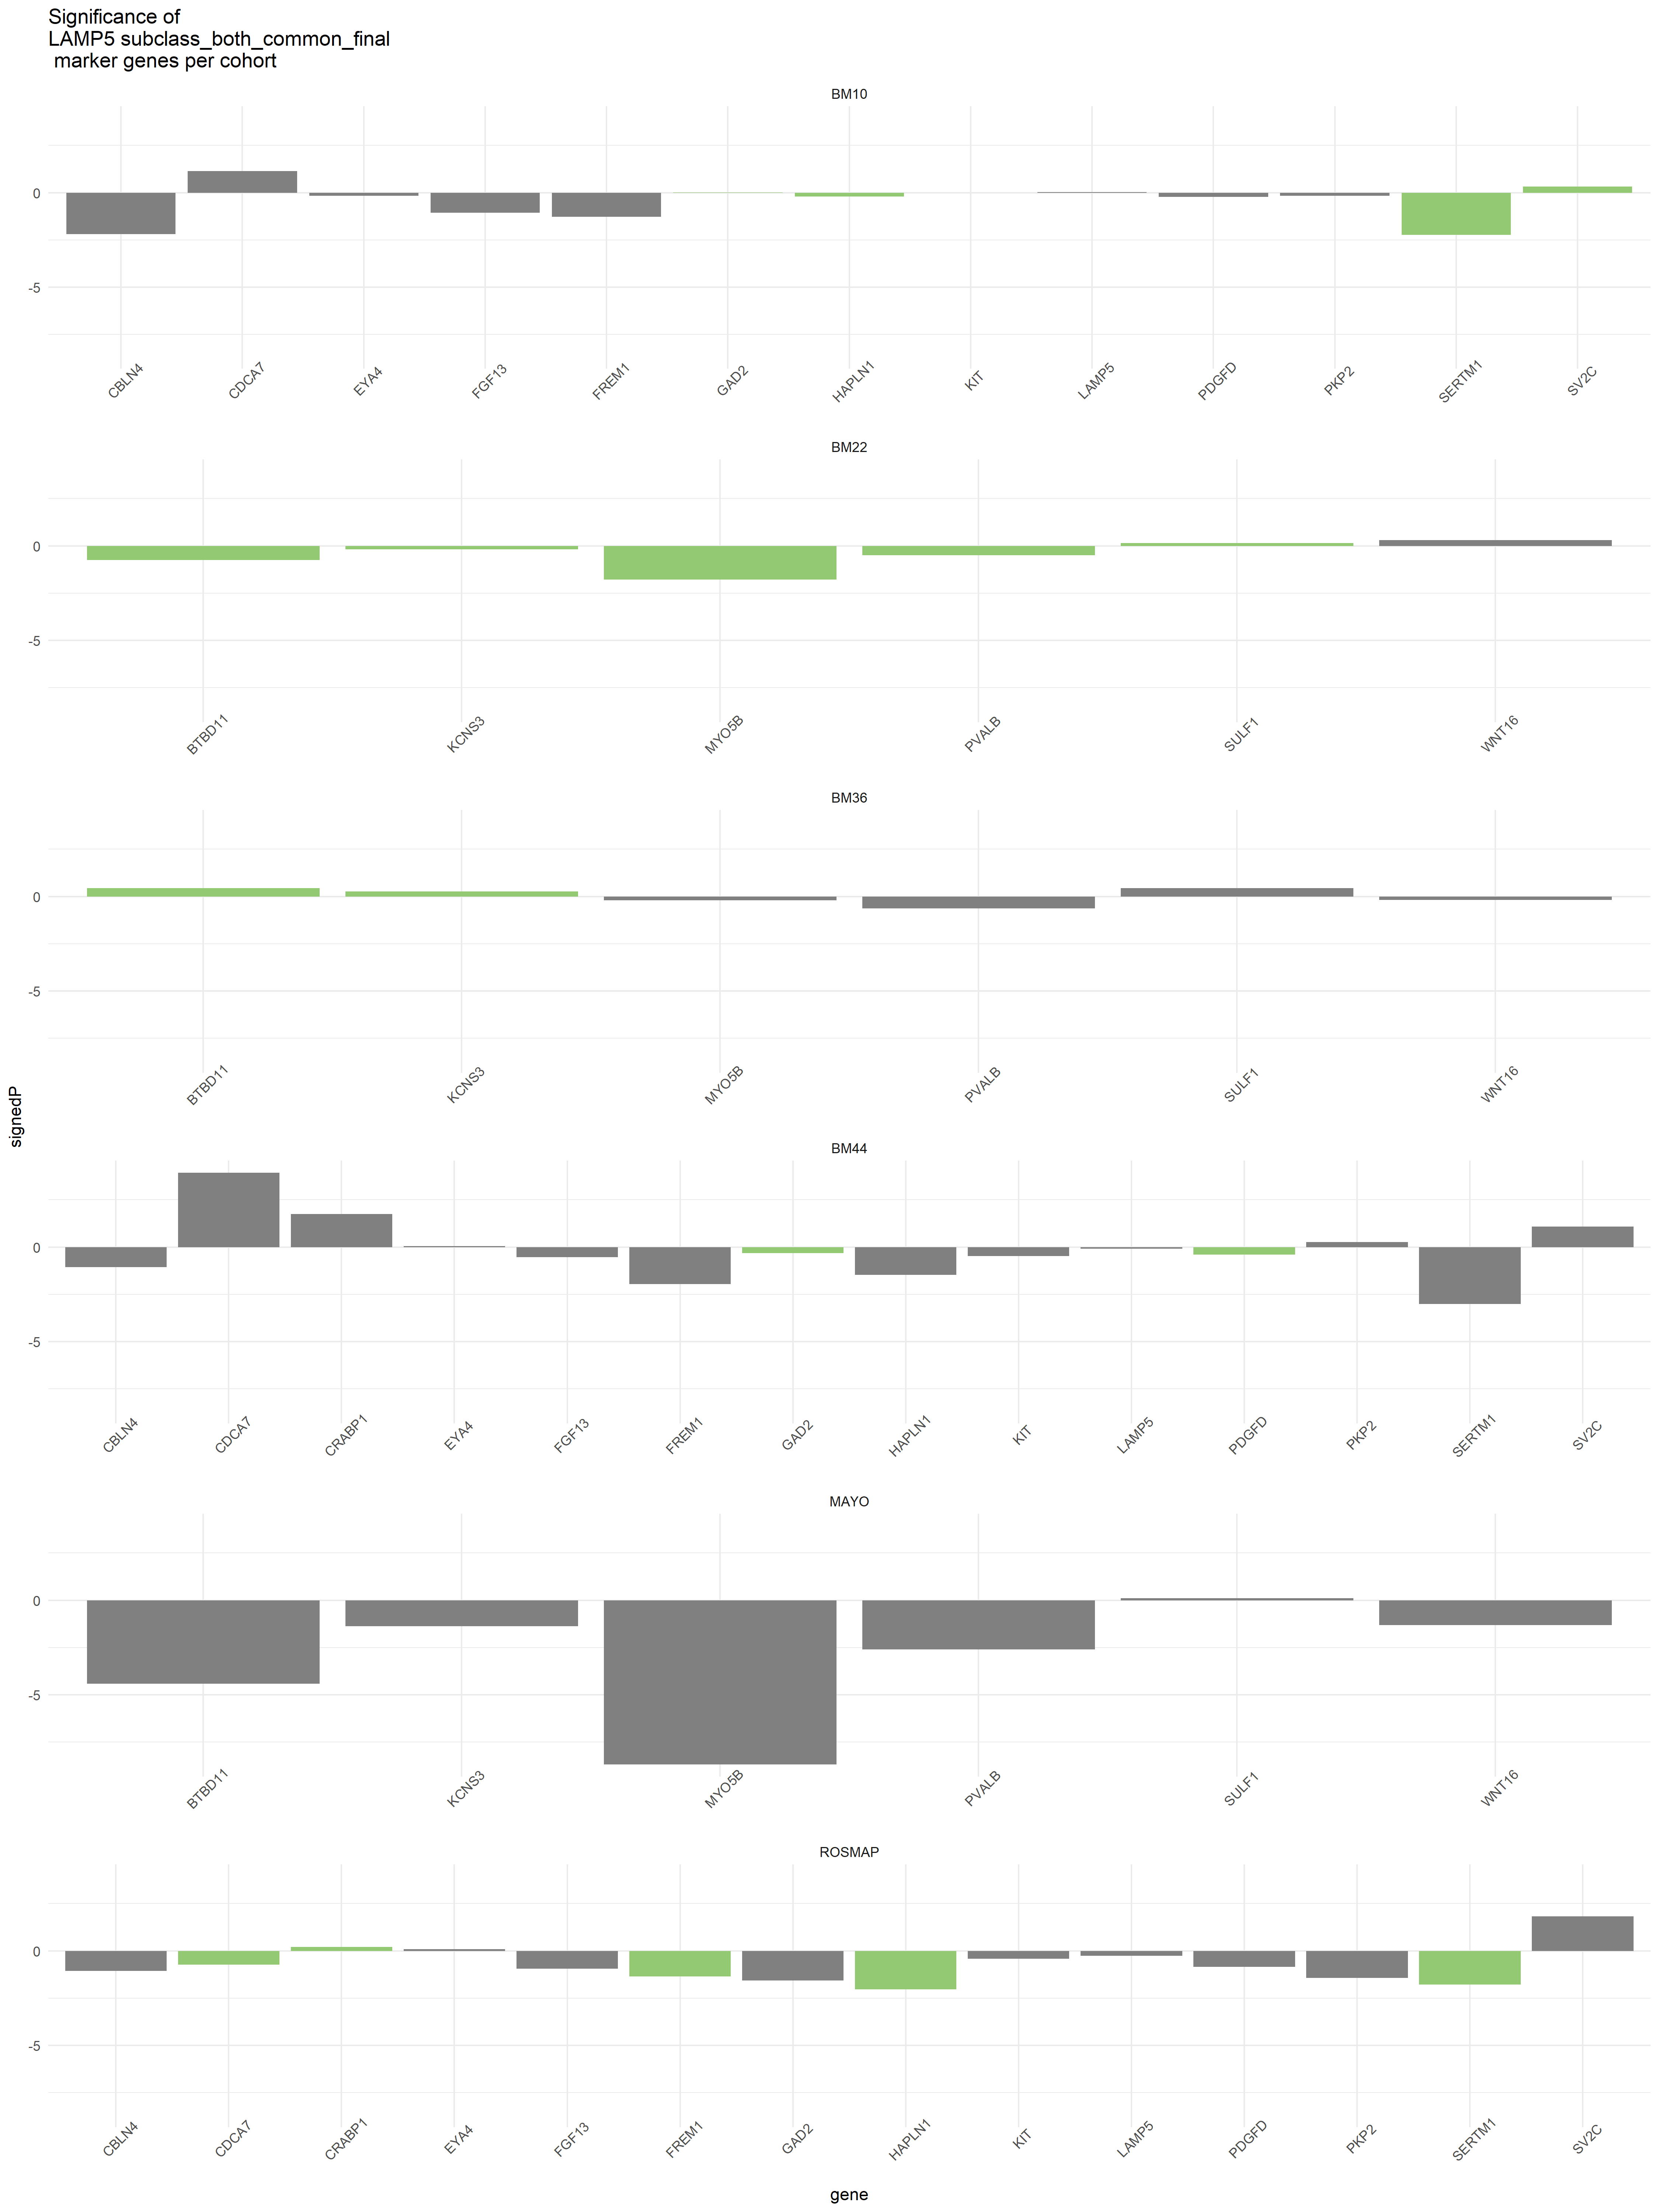 Significance of
LAMP5 subclass_both_common_final
marker genes per cohort
BM10
0
-5
CBLN4 CDCA7 EYA4 FGF13 FREM1 GAD2 HAPLN1 KIT LAMP5 PDGFD PKP2 SERTM1 SV2C
BM22
0
-5
BTBD11 KCNS3 MYO5B PVALB SULF1 WNT16
BM36
0
-5
BTBD11 KCNS3 MYO5B PVALB SULF1 WNT16
signedP
BM44
0
-5
CBLN4 CDCA7 CRABP1 EYA4 FGF13 FREM1 GAD2 HAPLN1 KIT LAMP5 PDGFD PKP2 SERTM1 SV2C
MAYO
0
-5
BTBD11 KCNS3 MYO5B PVALB SULF1 WNT16
ROSMAP
0
-5
CBLN4 CDCA7 CRABP1 EYA4 FGF13 FREM1 GAD2 HAPLN1 KIT LAMP5 PDGFD PKP2 SERTM1 SV2C
gene